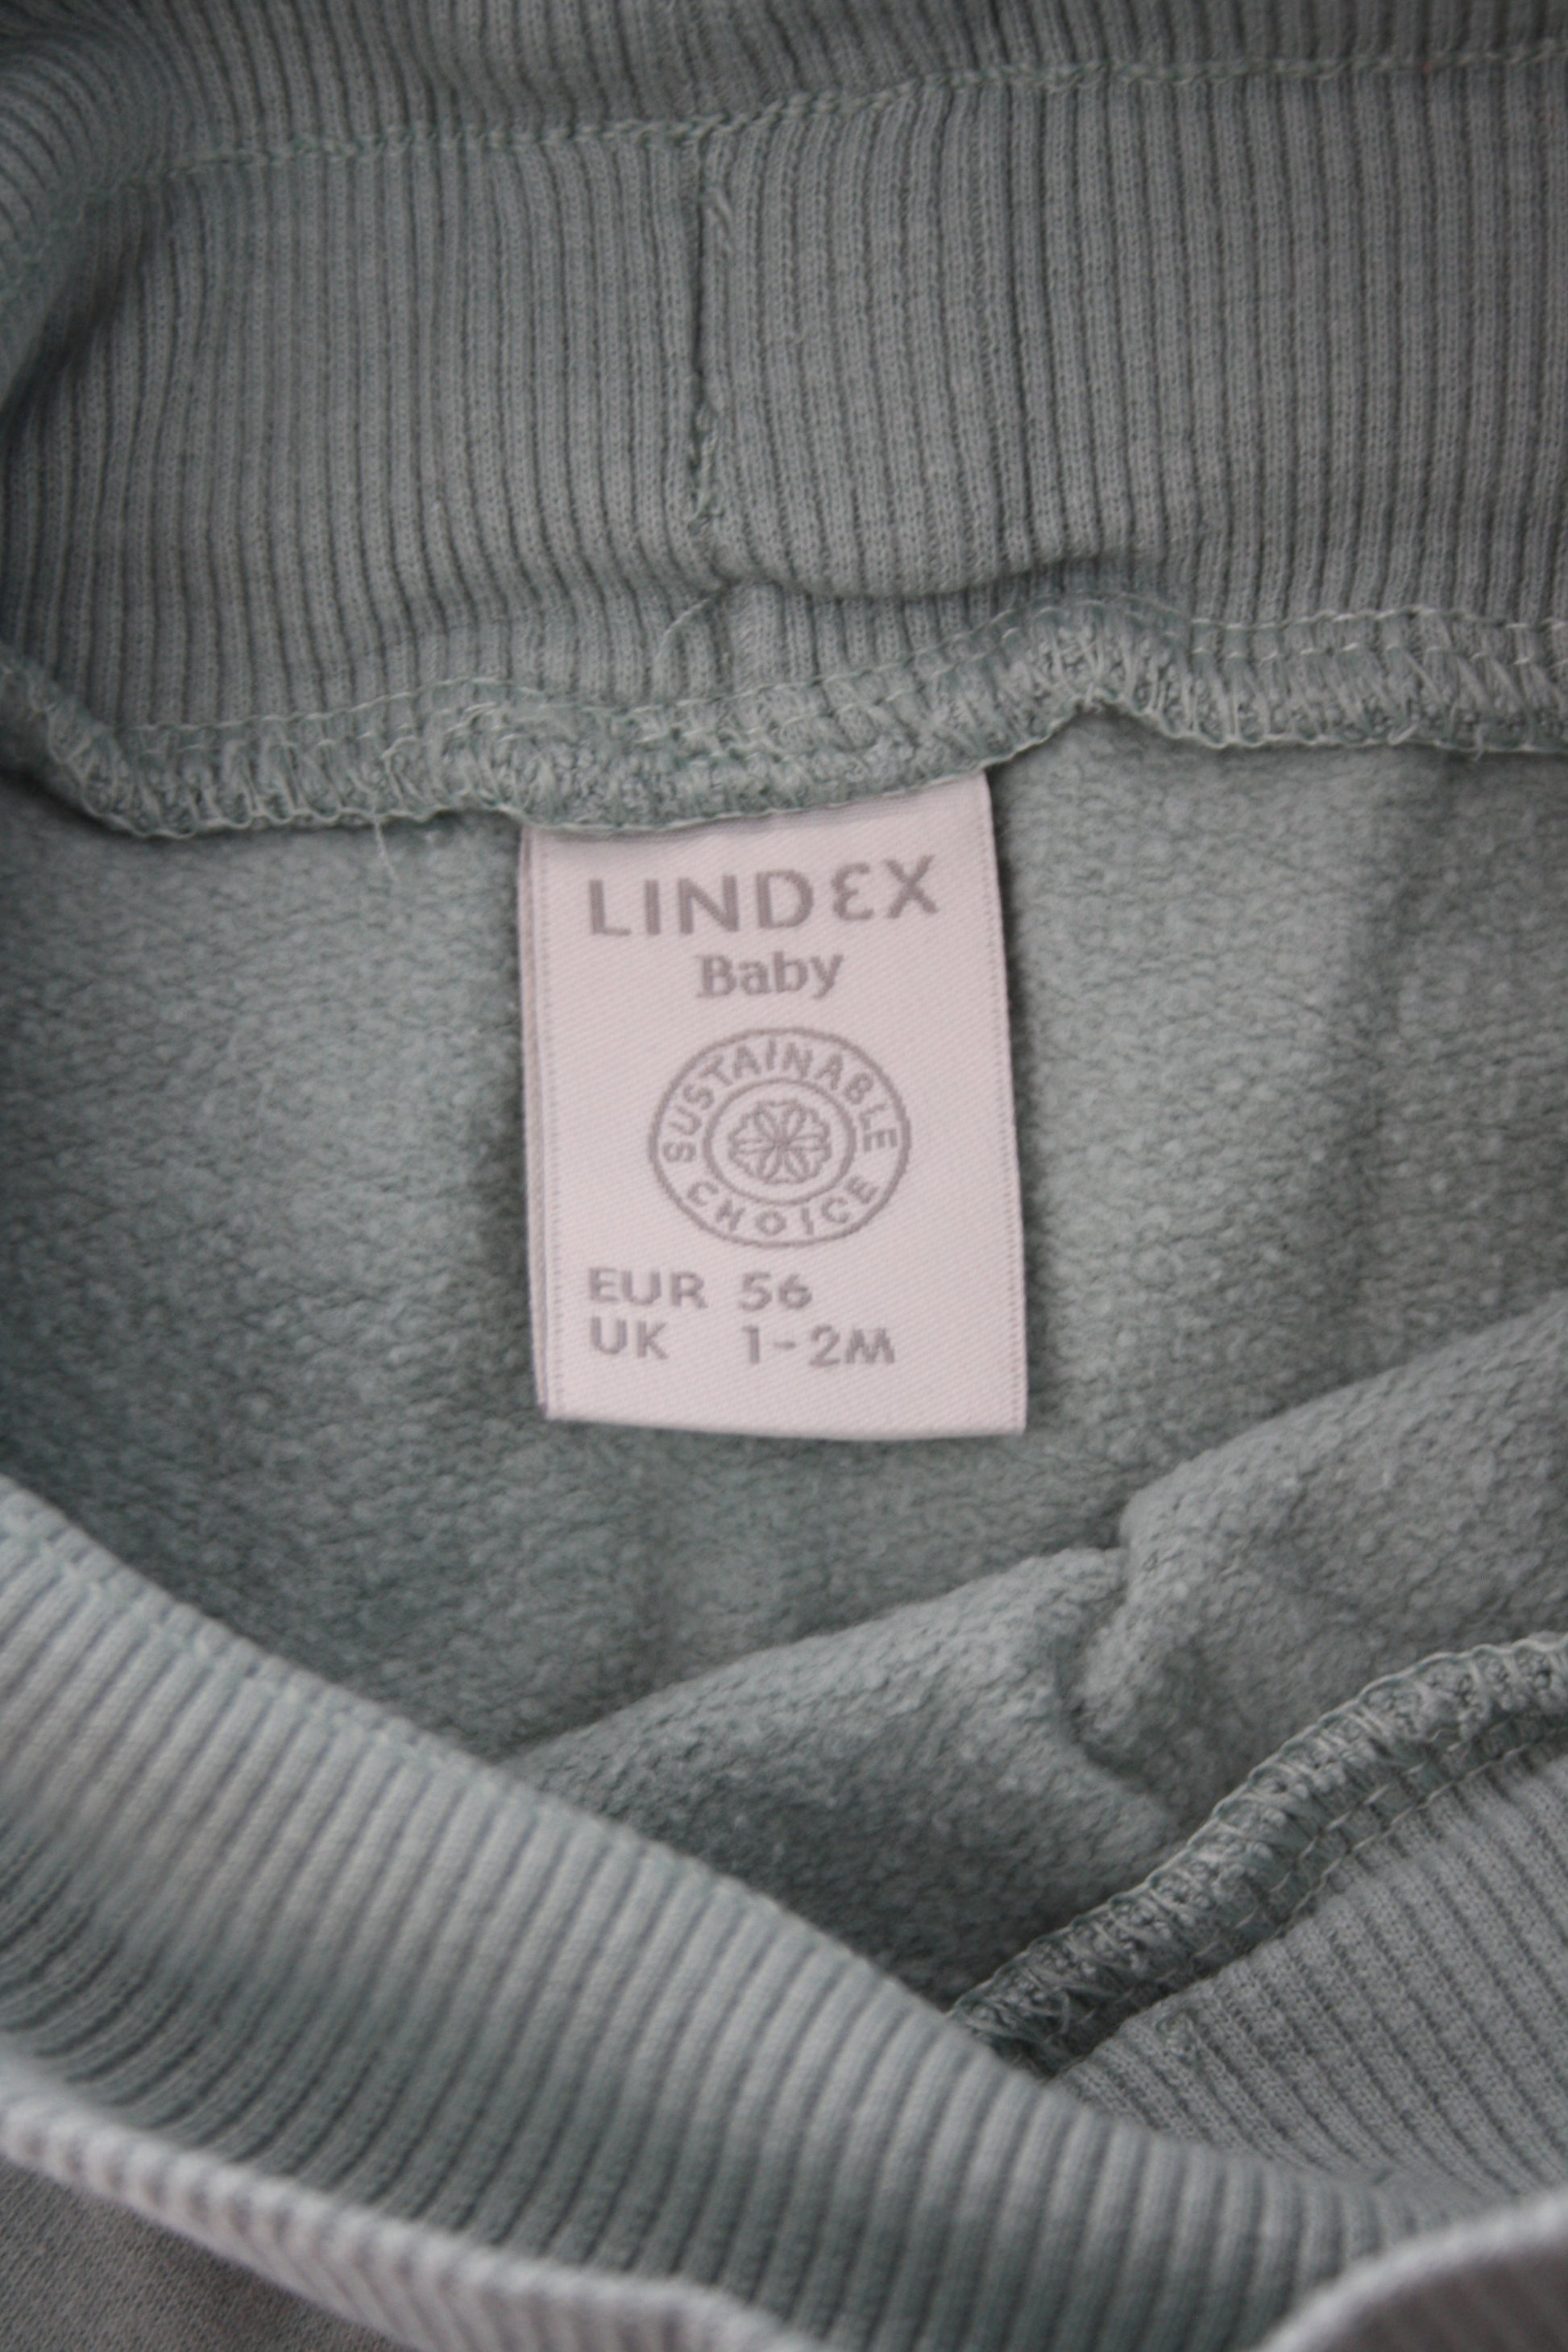 LINDEX
Baby
SUSTAINABLE
CHOICE
EUR 56
UK 1-2M